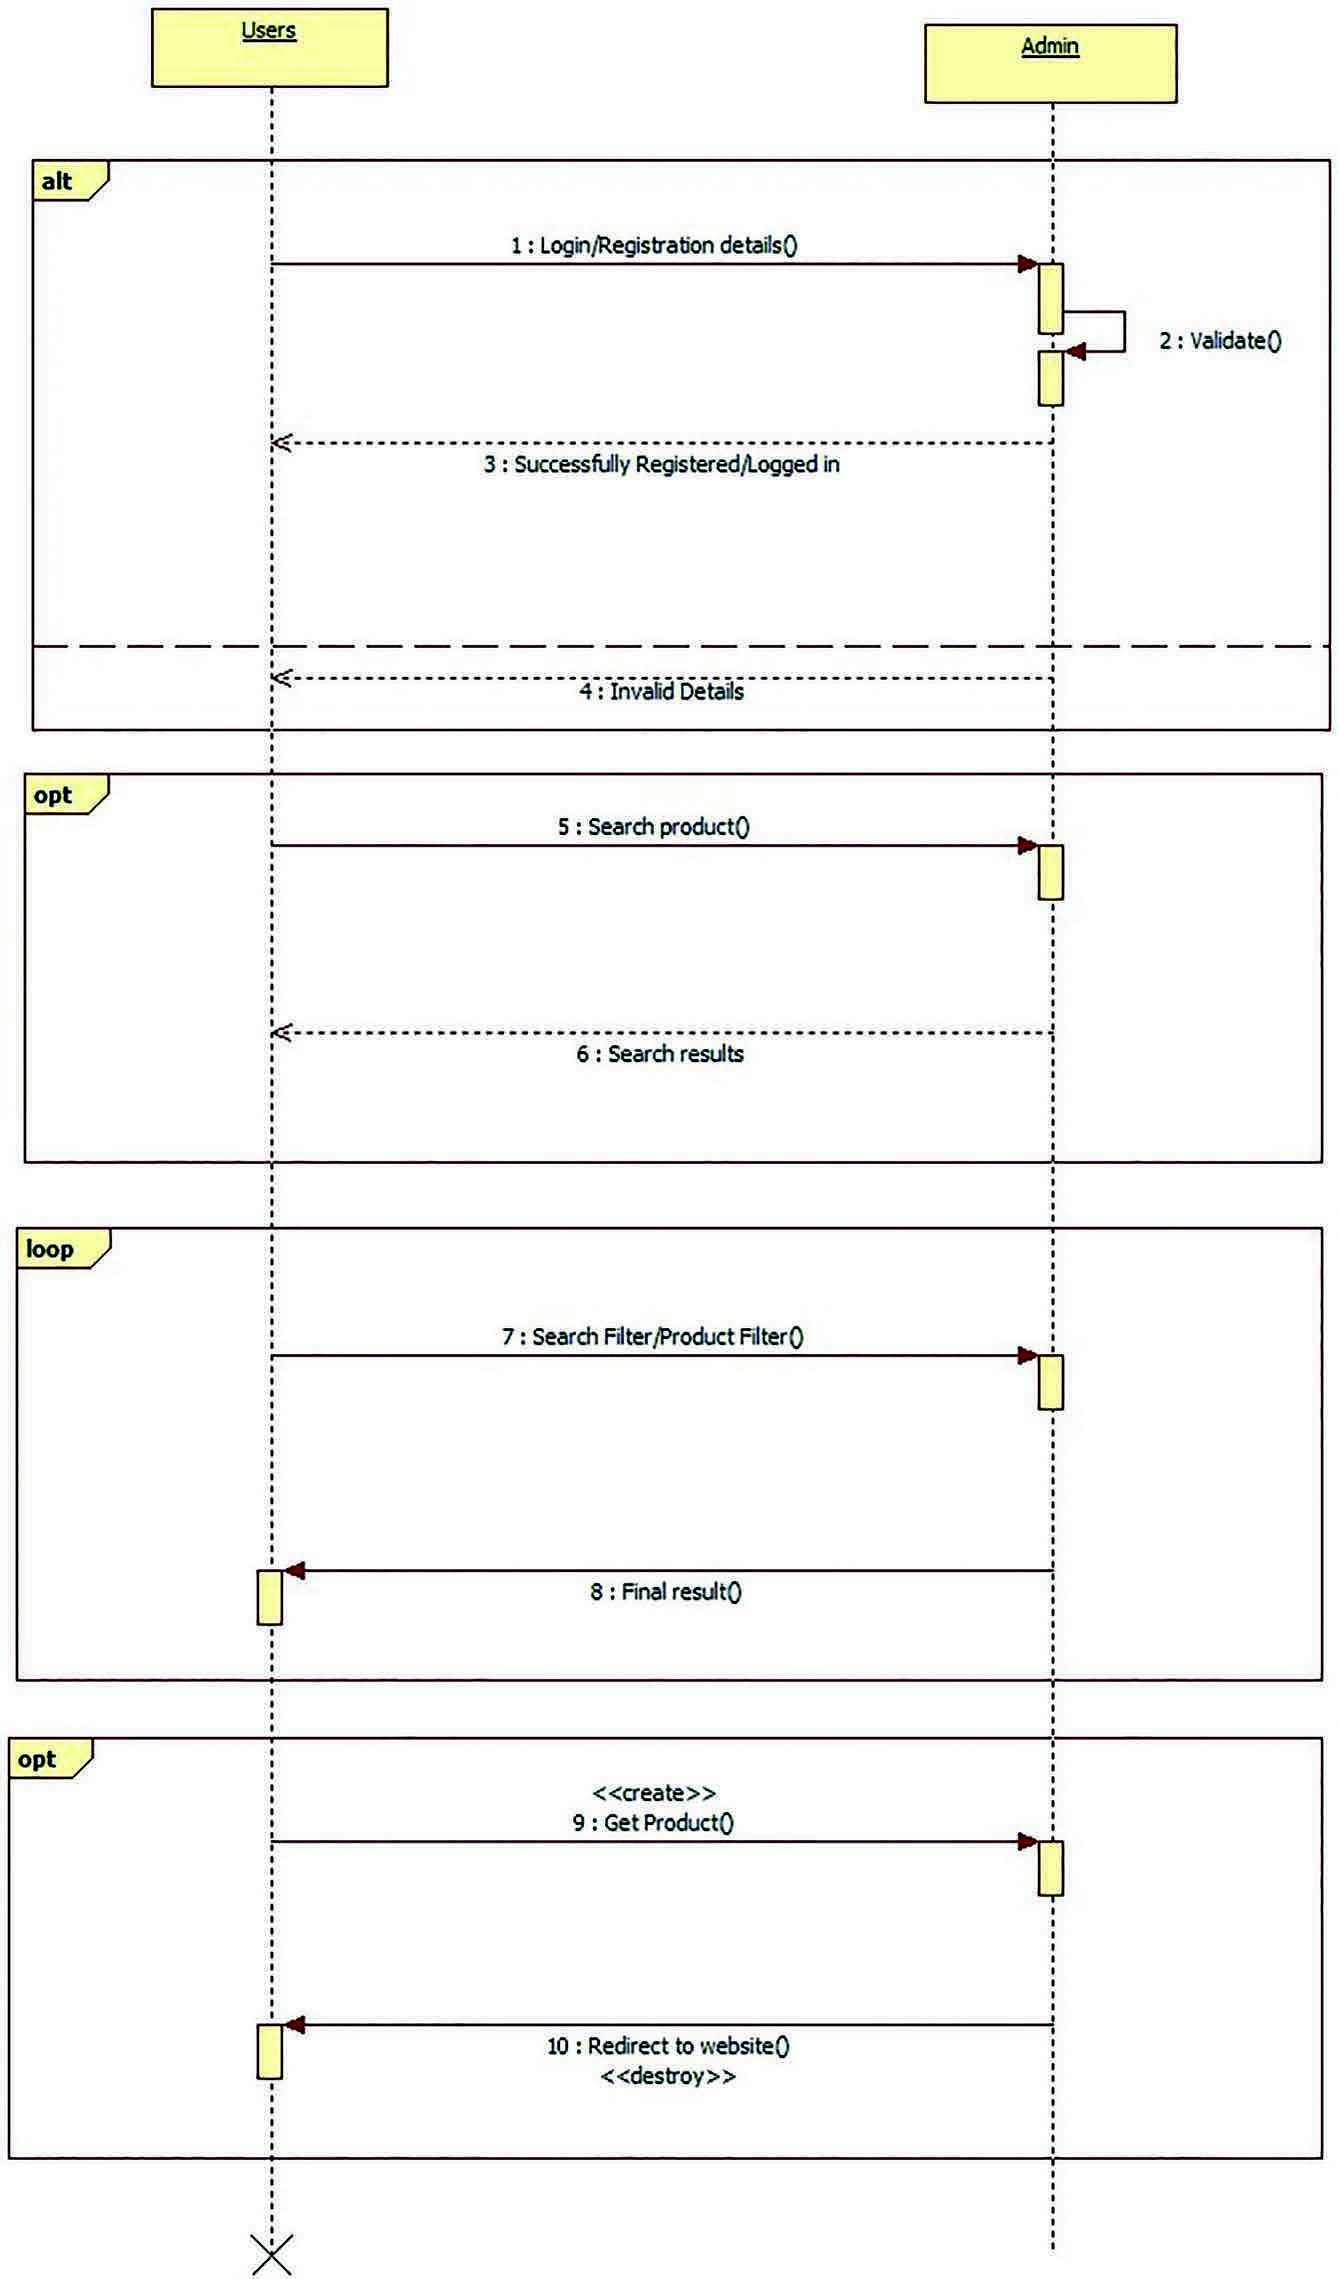 Users
Admin
alt
1 : Login/Registration details()
2 : Validate()
3 : Successfully Registered/Logged in
4 : Invalid Details
opt
5 : Search product()
6 : Search results
loop
7 : Search Filter/Product Filter()
8 : Final result()
opt
<<create>>
9 : Get Product()
10 : Redirect to website()
<<destroy>>